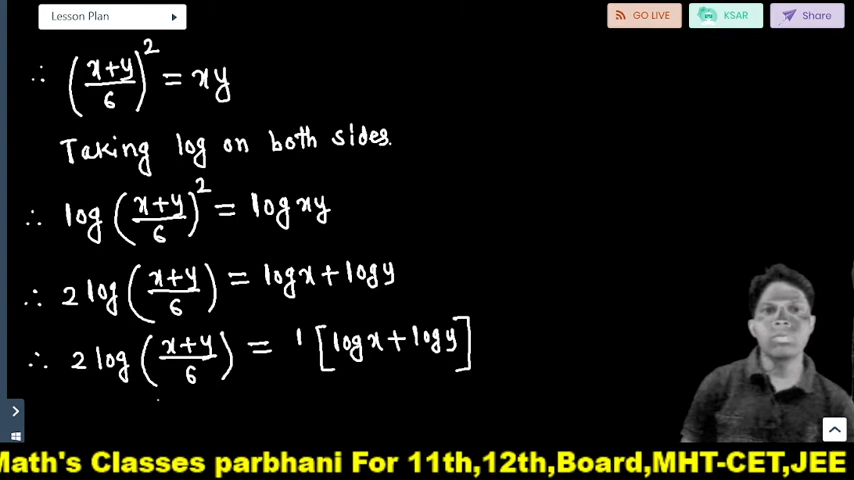 Lesson Plan
GO LIVE
KSAR
Share
∴ ((x+y)/6)² = xy
Taking log on both sides.
∴ log((x+y)/6)² = log xy
∴ 2 log((x+y)/6) = log x + log y
∴ 2 log((x+y)/6) = 1 [log x + log y]
Math's Classes parbhani For 11th,12th,Board,MHT-CET,JEE